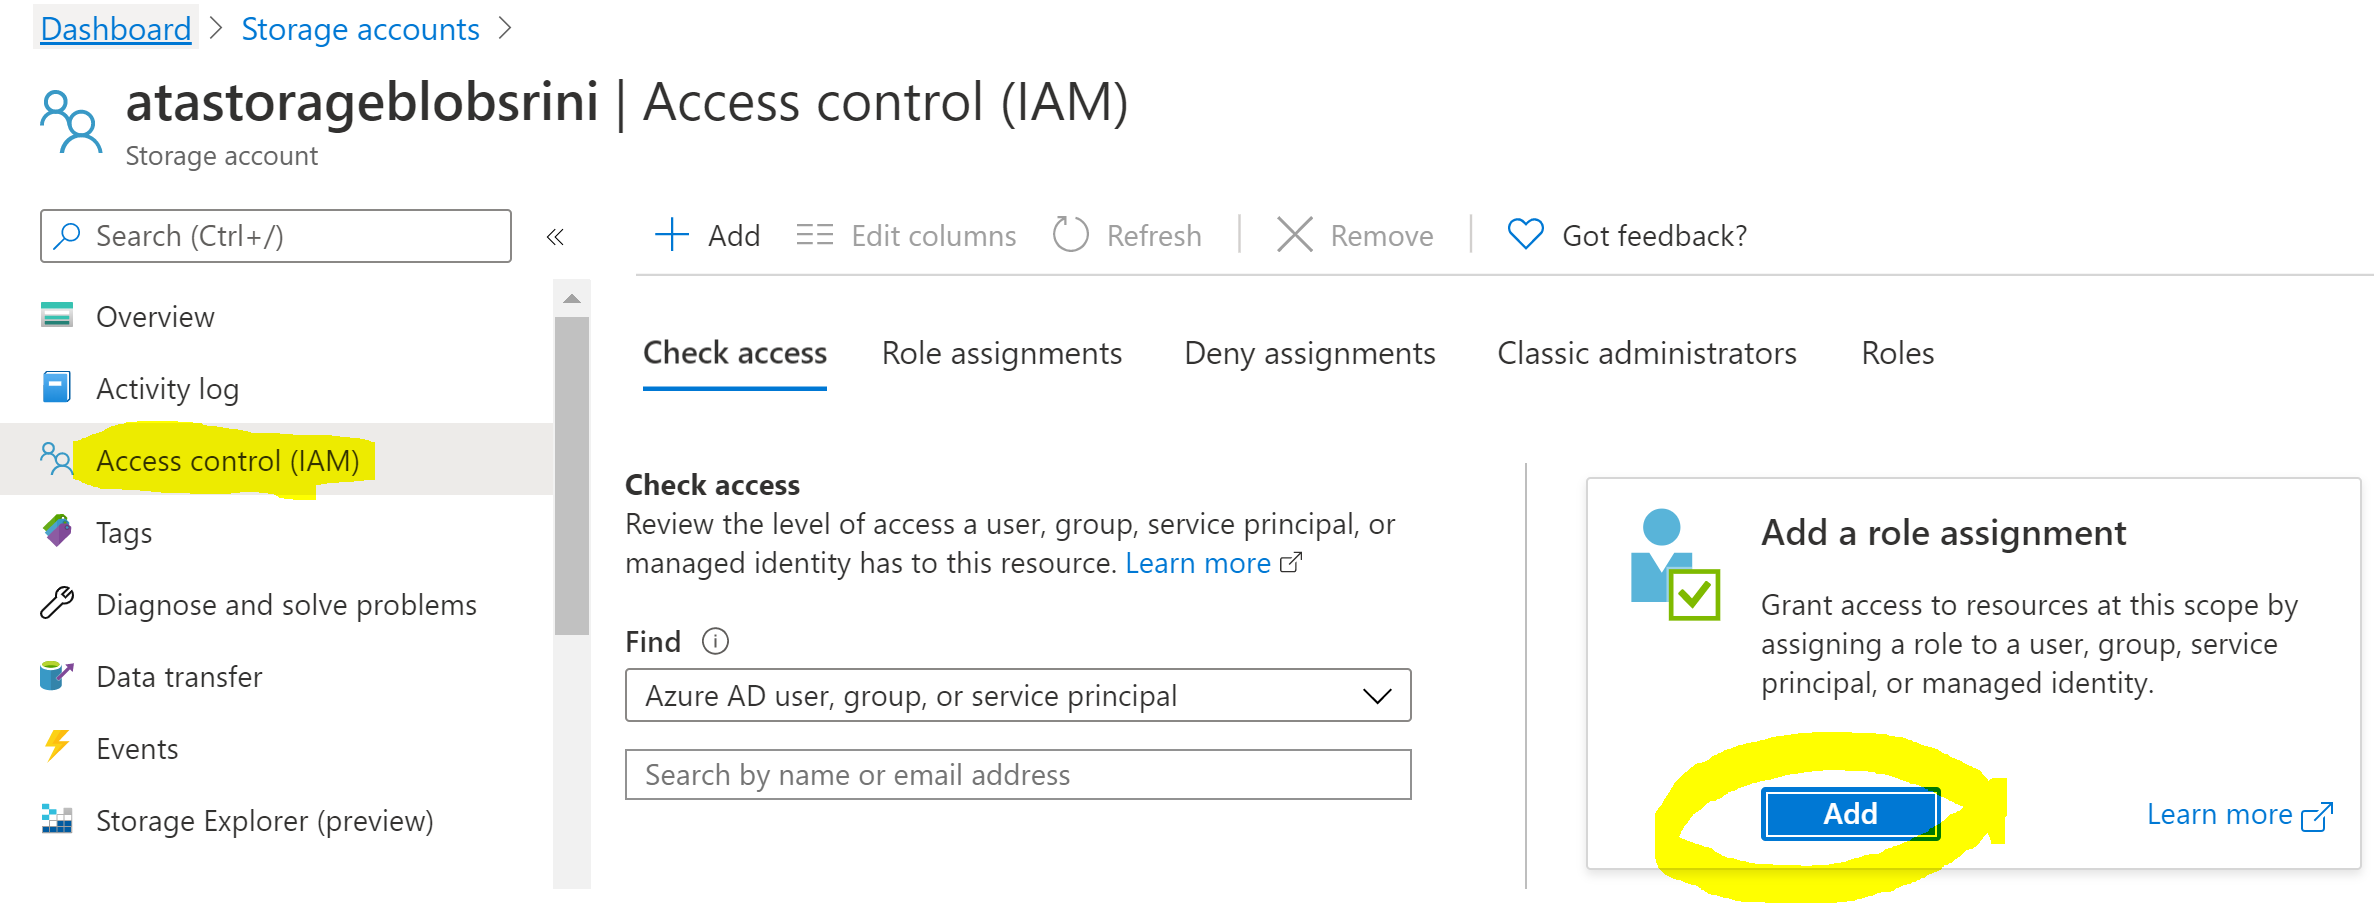 Dashboard > Storage accounts >
atastorageblobsrini | Access control (IAM)
Storage account
Search (Ctrl+/)
«
Overview
Activity log
Access control (IAM)
Tags
Diagnose and solve problems
Data transfer
Events
Storage Explorer (preview)
+ Add Edit columns Refresh | Remove | Got feedback?
Check access Role assignments Deny assignments Classic administrators Roles
Check access
Review the level of access a user, group, service principal, or
managed identity has to this resource. Learn more
Find
Azure AD user, group, or service principal
Search by name or email address
Add a role assignment
Grant access to resources at this scope by
assigning a role to a user, group, service
principal, or managed identity.
Add Learn more